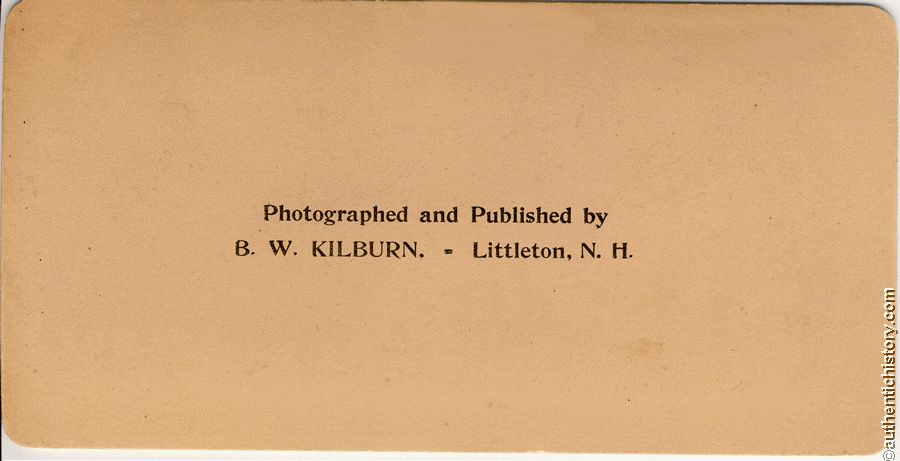 Photographed and Published by
B. W. KILBURN. - Littleton, N. H.
©authentichistory.com